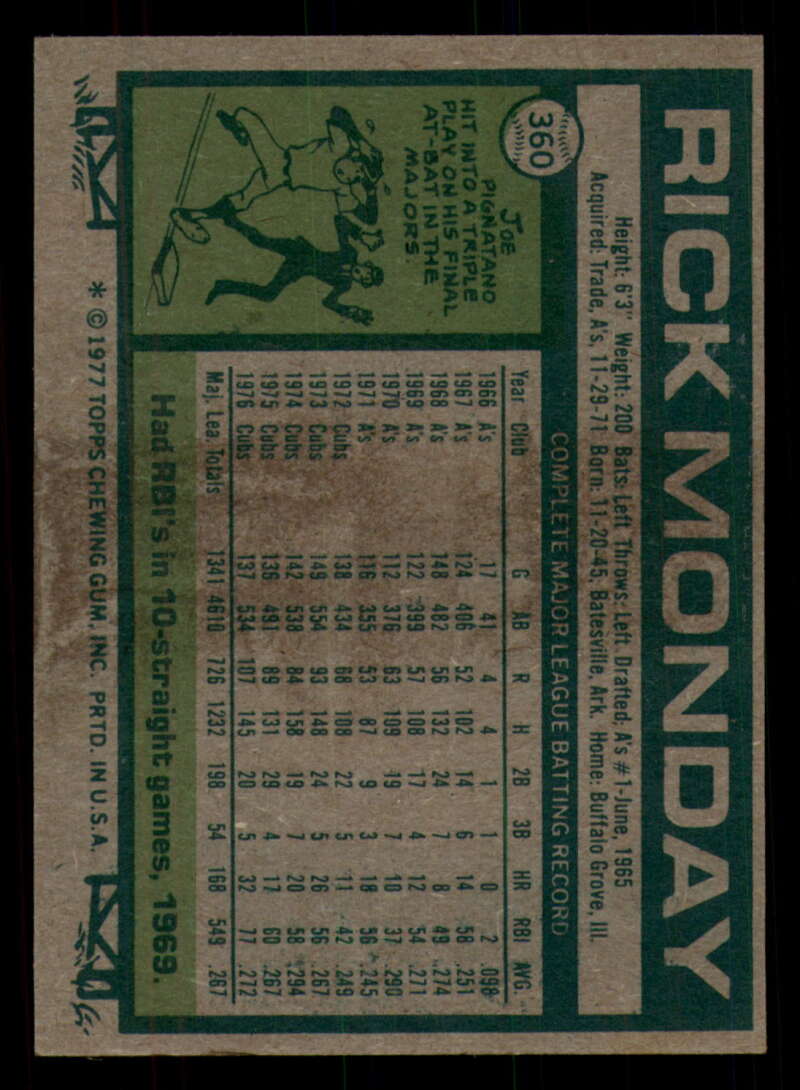 RICK MONDAY
360
Height: 6'3" Weight: 200 Bats: Left Throws: Left Drafted: A's #1-June, 1965
Acquired: Trade, A's, 11-29-71 Born: 11-20-45, Batesville, Ark. Home: Buffalo Grove, Ill.
COMPLETE MAJOR LEAGUE BATTING RECORD
Year Club G AB R H 2B 3B HR RBI AVG.
1966 A's 17 41 4 4 1 1 0 2 .098
1967 A's 124 406 52 102 14 6 14 58 .251
1968 A's 148 482 56 132 24 7 8 49 .274
1969 A's 122 399 57 108 17 4 12 54 .271
1970 A's 112 376 63 109 19 7 10 37 .290
1971 A's 116 355 53 87 9 3 18 56 .245
1972 Cubs 138 434 68 108 22 5 11 42 .249
1973 Cubs 149 554 93 148 24 5 26 56 .267
1974 Cubs 142 538 84 158 19 7 20 58 .294
1975 Cubs 136 491 89 131 29 4 17 60 .267
1976 Cubs 137 534 107 145 20 5 32 77 .272
Maj. Lea. Totals 1341 4610 726 1232 198 54 168 549 .267
JOE
PIGNATANO
HIT INTO A TRIPLE
PLAY ON HIS FINAL
AT-BAT IN THE
MAJORS.
Had RBI's in 10-straight games, 1969.
* © 1977 TOPPS CHEWING GUM, INC. PRTD. IN U.S.A.